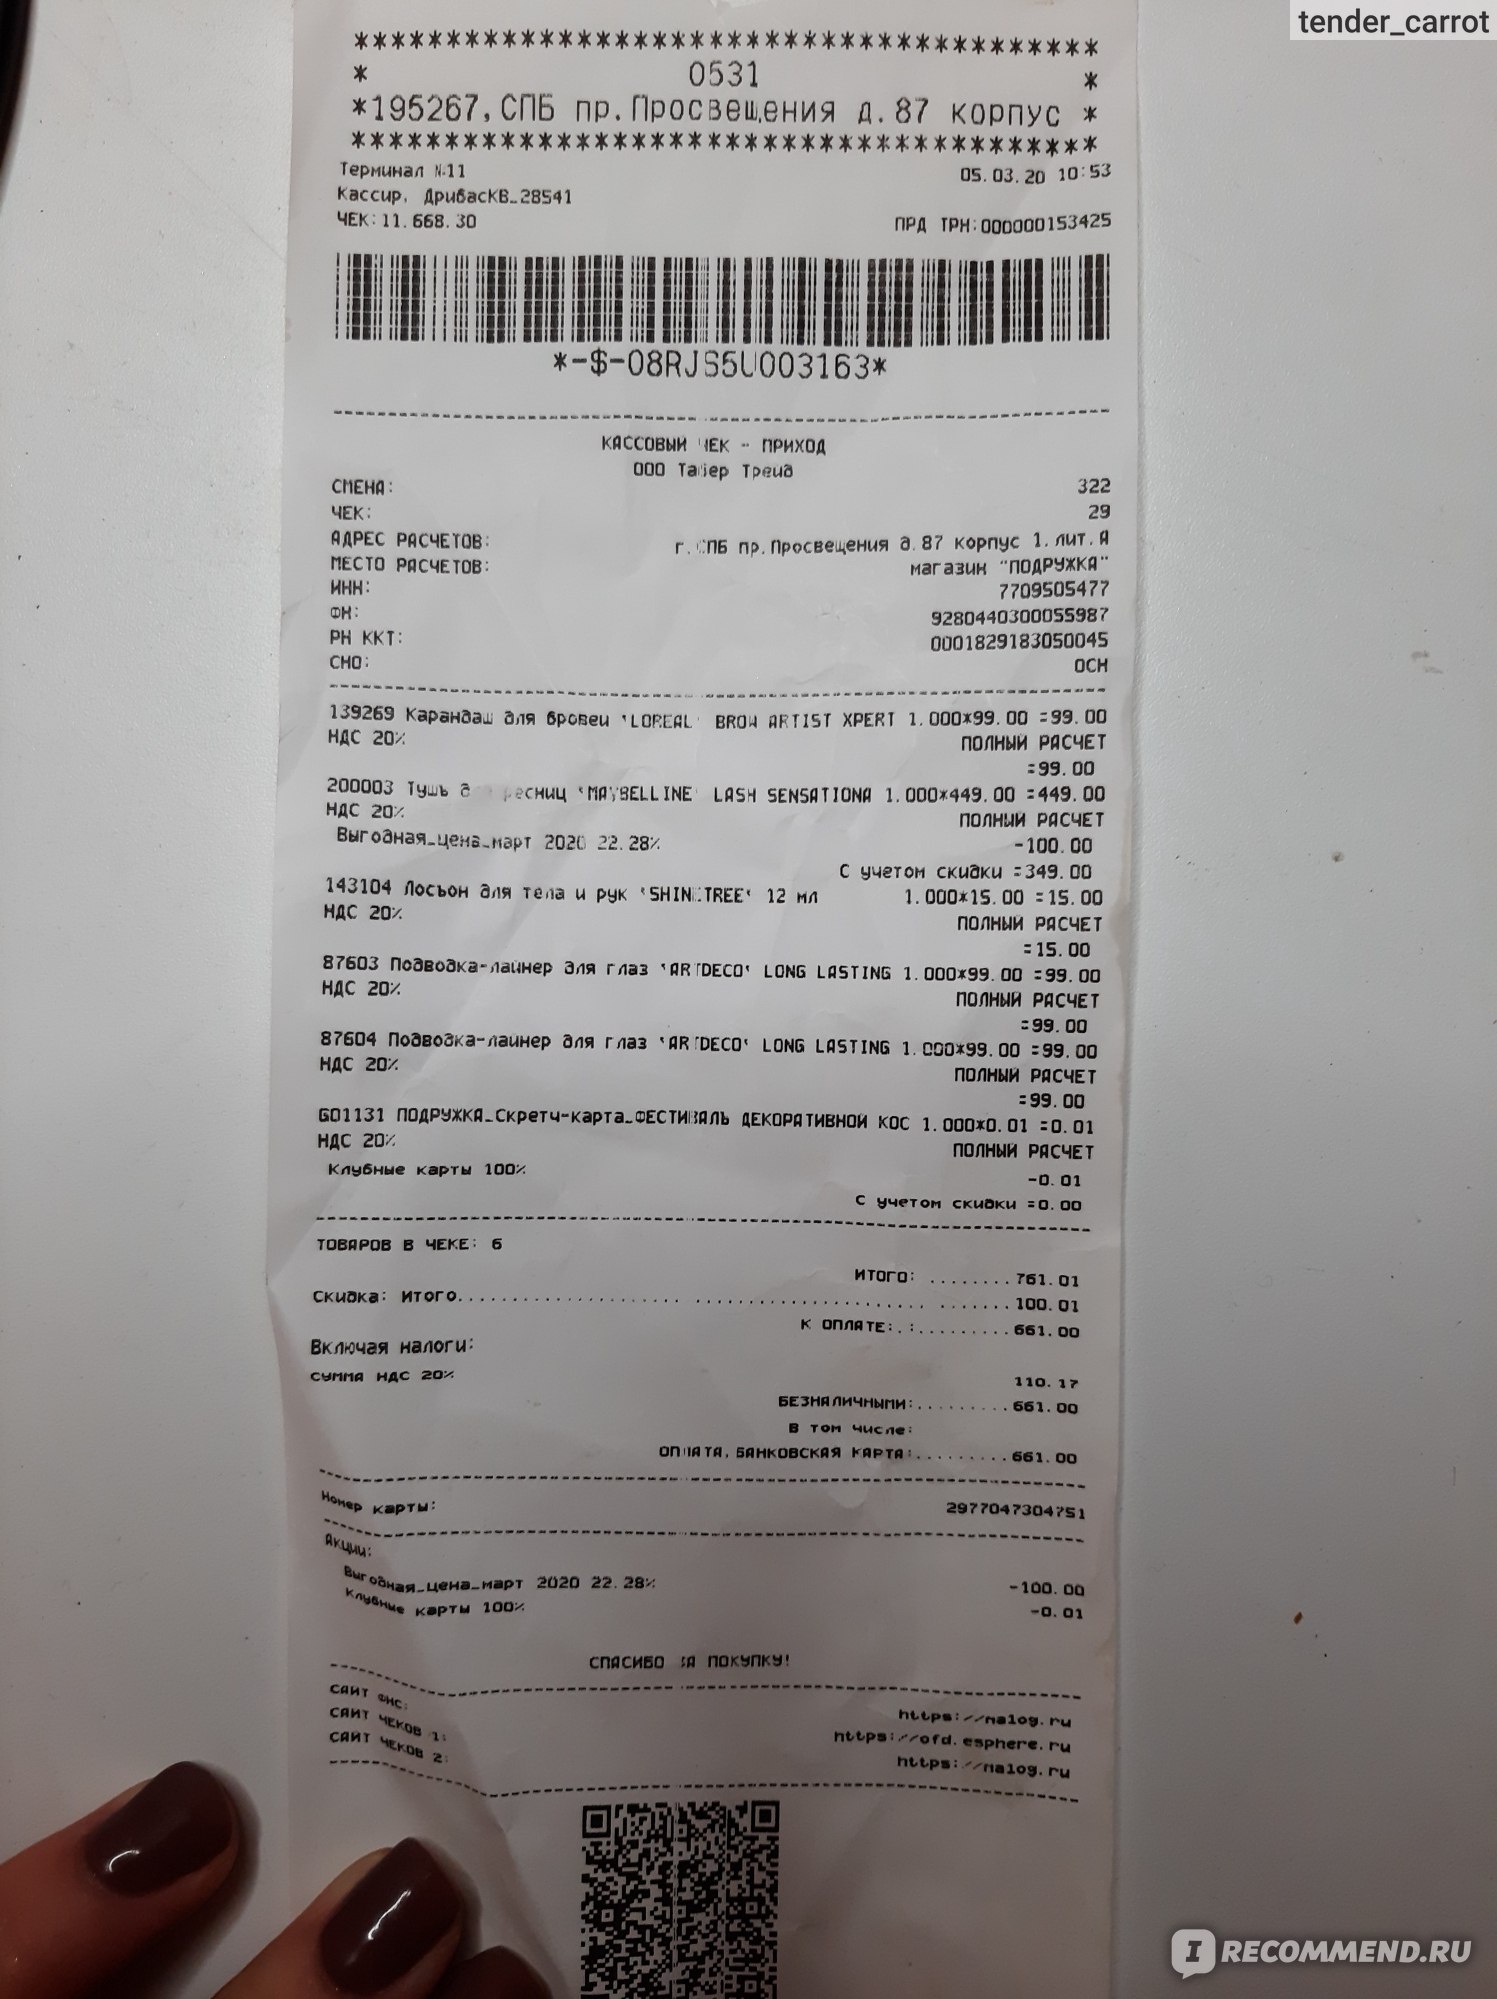 tender_carrot
****************************************
* 0531 *
*195267,СПБ пр.Просвещения д.87 корпус *
****************************************
Терминал №11 05.03.20 10:53
Кассир, ДрибасКВ_28541
ЧЕК:11.668.30 ПРД ТРН:000000153425
*-$-08RJS5U003163*
КАССОВЫЙ ЧЕК - ПРИХОД
ООО Табер Трейд
СМЕНА: 322
ЧЕК: 29
АДРЕС РАСЧЕТОВ: г.СПБ пр.Просвещения д.87 корпус 1.лит.А
МЕСТО РАСЧЕТОВ: магазин "ПОДРУЖКА"
ИНН: 7709505477
ФН: 9280440300055987
РН ККТ: 0001829183050045
СНО: ОСН
139269 Карандаш для бровей 'LOREAL' BROW ARTIST XPERT 1.000*99.00 =99.00
НДС 20% ПОЛНЫЙ РАСЧЕТ
=99.00
200003 Тушь ресниц 'MAYBELLINE' LASH SENSATIONA 1.000*449.00 =449.00
НДС 20% ПОЛНЫЙ РАСЧЕТ
Выгодная_цена_март 2020 22.28% -100.00
С учетом скидки =349.00
143104 Лосьон для тела и рук 'SHINETREE' 12 мл 1.000*15.00 =15.00
НДС 20% ПОЛНЫЙ РАСЧЕТ
=15.00
87603 Подводка-лайнер для глаз 'ARTDECO' LONG LASTING 1.000*99.00 =99.00
НДС 20% ПОЛНЫЙ РАСЧЕТ
=99.00
87604 Подводка-лайнер для глаз 'ARTDECO' LONG LASTING 1.000*99.00 =99.00
НДС 20% ПОЛНЫЙ РАСЧЕТ
=99.00
G01131 ПОДРУЖКА_Скретч-карта_ФЕСТИВАЛЬ ДЕКОРАТИВНОЙ КОС 1.000*0.01 =0.01
НДС 20% ПОЛНЫЙ РАСЧЕТ
Клубные карты 100% -0.01
С учетом скидки =0.00
ТОВАРОВ В ЧЕКЕ: 6
ИТОГО: ........761.01
Скидка: ИТОГО..............................100.01
К ОПЛАТЕ:.:.........661.00
Включая налоги:
СУММА НДС 20% 110.17
БЕЗНАЛИЧНЫМИ:.........661.00
В том числе:
ОПЛАТА,БАНКОВСКАЯ КАРТА:.........661.00
Номер карты: 2977047304751
Акции:
Выгодная_цена_март 2020 22.28% -100.00
Клубные карты 100% -0.01
СПАСИБО ЗА ПОКУПКУ!
САЙТ ФНС: https://nalog.ru
САЙТ ЧЕКОВ 1: https://ofd.esphere.ru
САЙТ ЧЕКОВ 2: https://nalog.ru
I RECOMMEND.RU